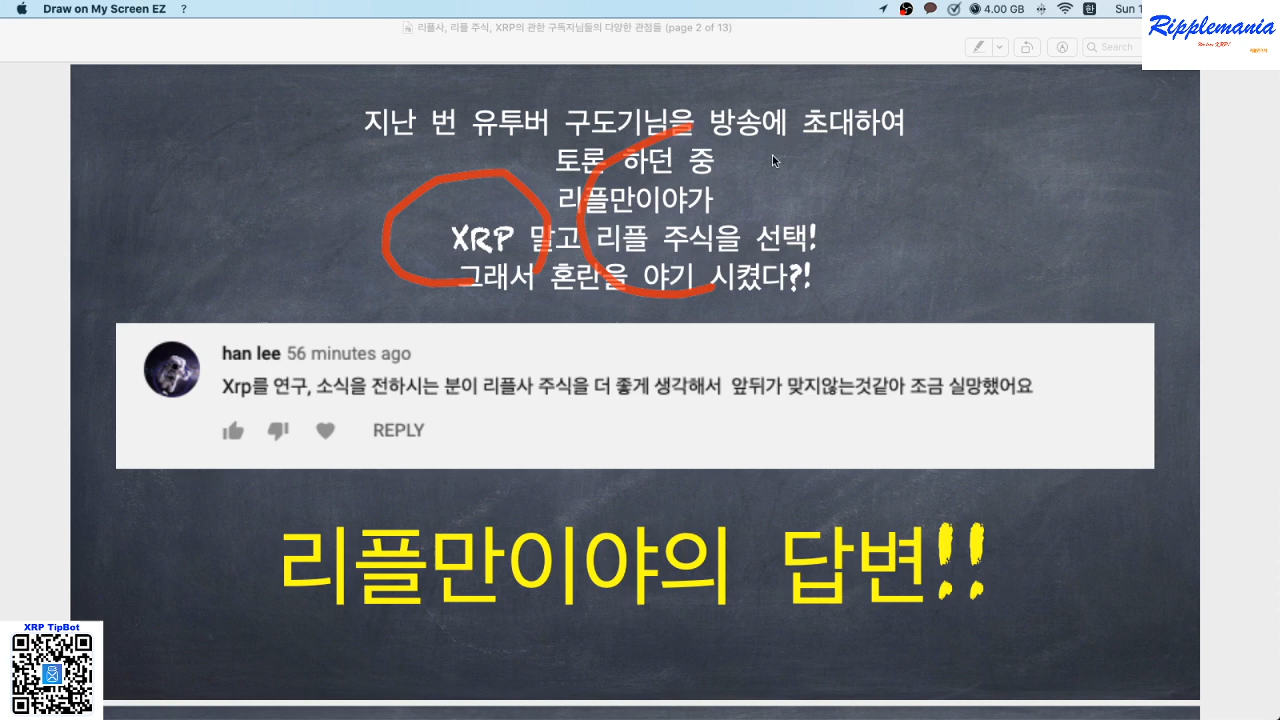 Draw on My Screen EZ ? 4.00 GB 한 Sun 1
리플사, 리플 주식, XRP의 관한 구독자님들의 다양한 관점들 (page 2 of 13)
Search
Ripplemania
지난 번 유투버 구도기님을 방송에 초대하여
토론 하던 중
리플만이야가
XRP 말고 리플 주식을 선택!
그래서 혼란을 야기 시켰다?!
han lee 56 minutes ago
Xrp를 연구, 소식을 전하시는 분이 리플사 주식을 더 좋게 생각해서 앞뒤가 맞지않는것같아 조금 실망했어요
REPLY
리플만이야의 답변!!
XRP TipBot